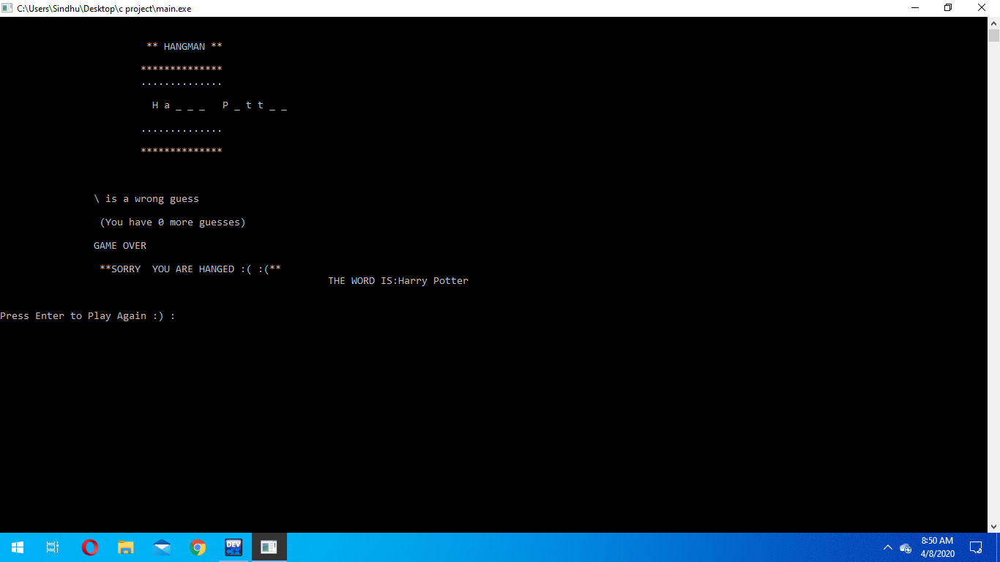 C:\Users\Sindhu\Desktop\c project\main.exe
** HANGMAN **
**************
..............
H a _ _ _   P _ t t _ _
..............
**************
\ is a wrong guess
(You have 0 more guesses)
GAME OVER
**SORRY  YOU ARE HANGED :( :(**
THE WORD IS:Harry Potter
Press Enter to Play Again :) :
DEV
C++
8:50 AM
4/8/2020